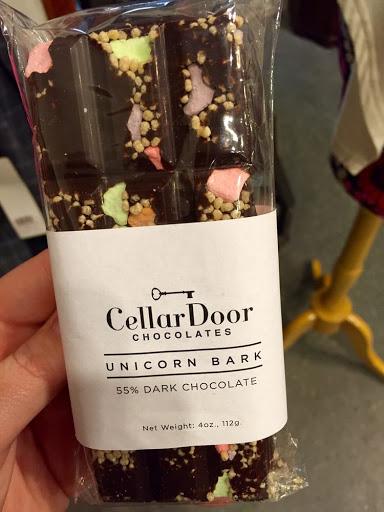 CellarDoor
CHOCOLATES
UNICORN BARK
55% DARK CHOCOLATE
Net Weight: 4oz., 112g.